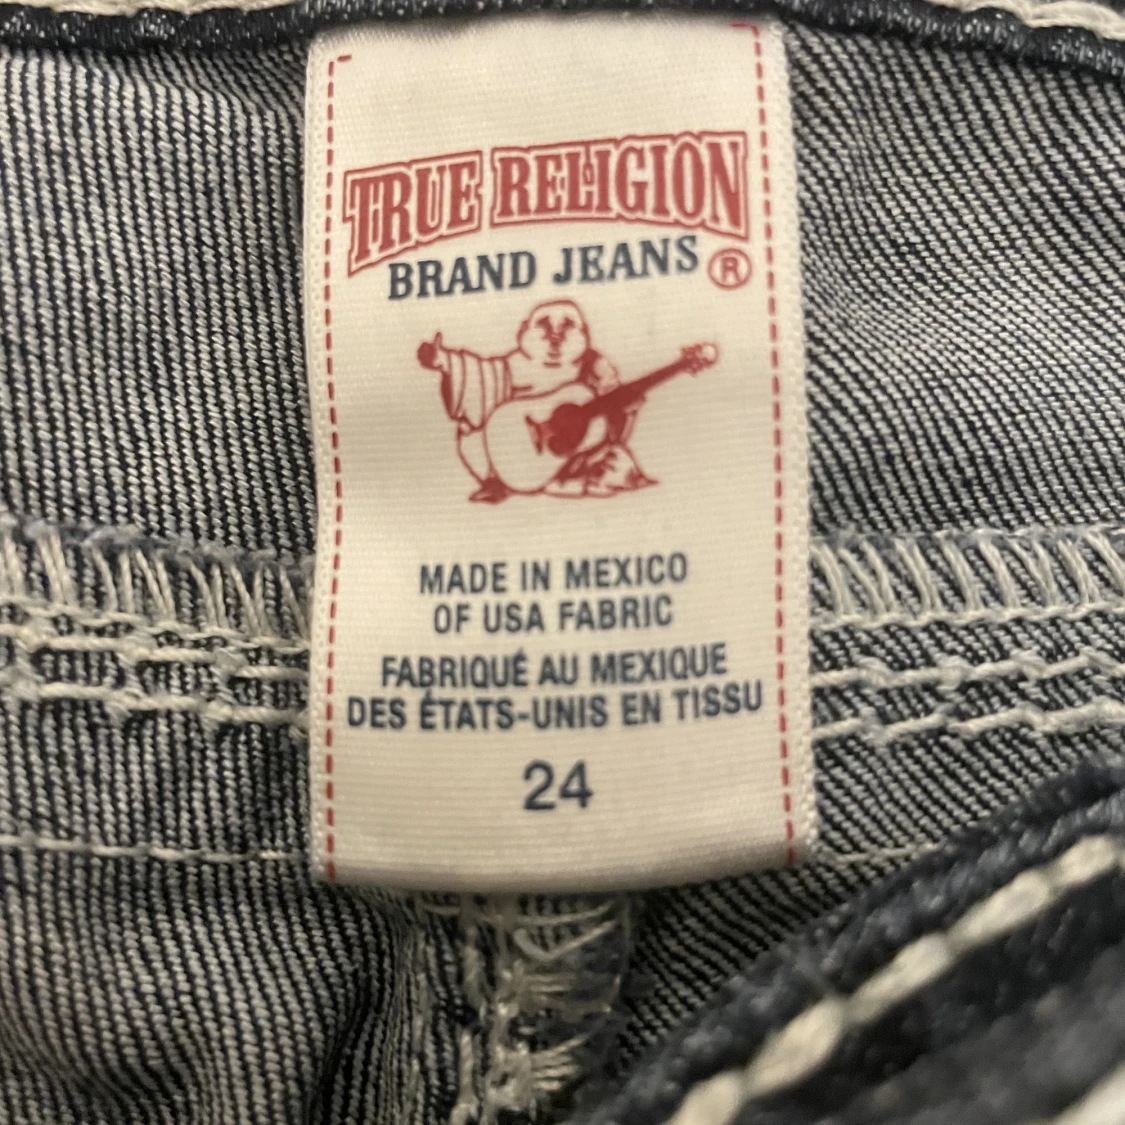 TRUE RELIGION
BRAND JEANS ®
MADE IN MEXICO
OF USA FABRIC
FABRIQUÉ AU MEXIQUE
DES ÉTATS-UNIS EN TISSU
24